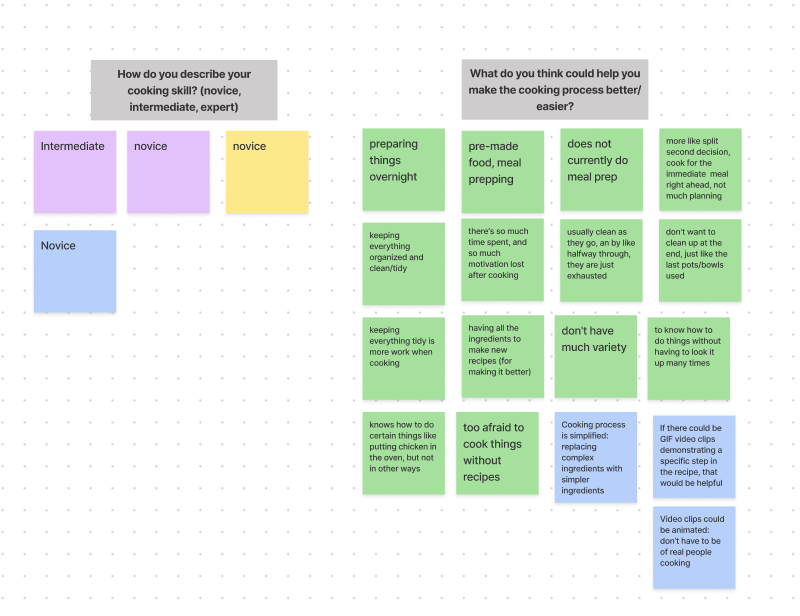 How do you describe your
cooking skill? (novice,
intermediate, expert)
Intermediate
novice
novice
Novice
What do you think could help you
make the cooking process better/
easier?
preparing
things
overnight
pre-made
food, meal
prepping
does not
currently do
meal prep
more like split
second decision,
cook for the
immediate meal
right ahead, not
much planning
keeping
everything
organized and
clean/tidy
there's so much
time spent, and
so much
motivation lost
after cooking
usually clean as
they go, an by like
halfway through,
they are just
exhausted
don't want to
clean up at the
end, just like the
last pots/bowls
used
keeping
everything tidy is
more work when
cooking
having all the
ingredients to
make new
recipes (for
making it better)
don't have
much variety
to know how to
do things without
having to look it
up many times
knows how to do
certain things like
putting chicken in
the oven, but not
in other ways
too afraid to
cook things
without
recipes
Cooking process
is simplified:
replacing
complex
ingredients with
simpler
ingredients
If there could be
GIF video clips
demonstrating a
specific step in
the recipe, that
would be helpful
Video clips could
be animated:
don't have to be
of real people
cooking